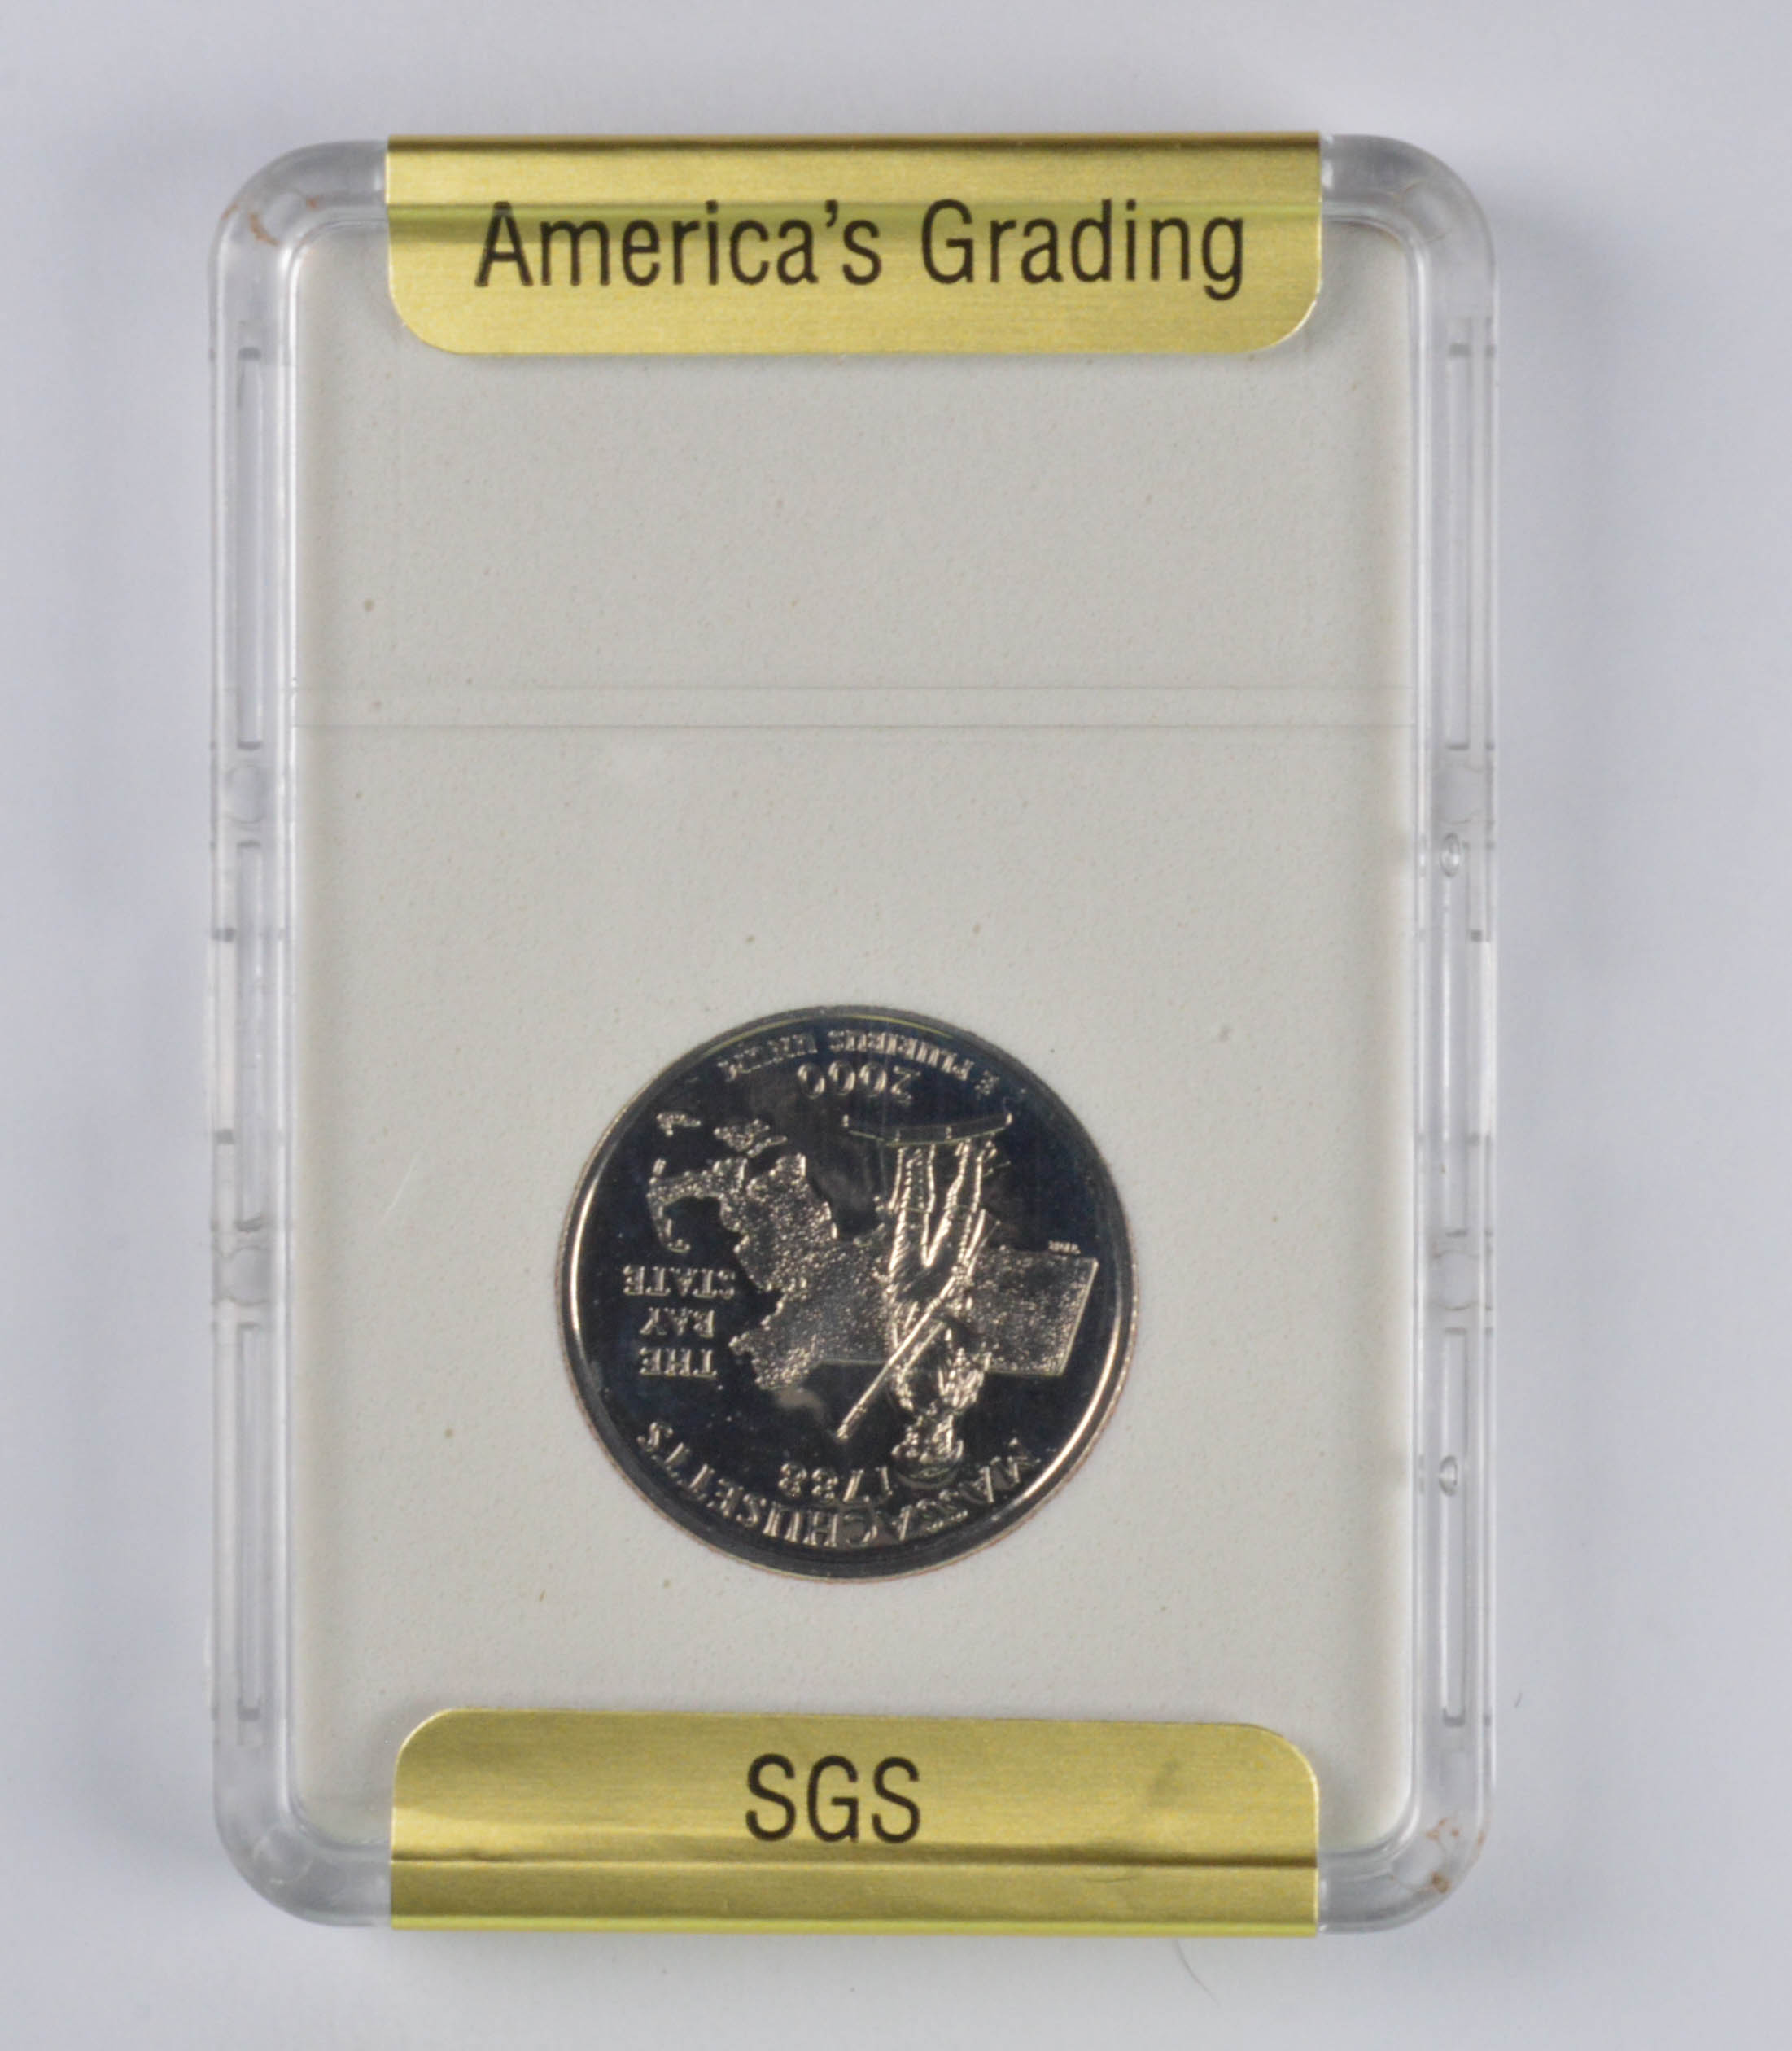 America's Grading
MASSACHUSETTS
1788
THE
BAY
STATE
2000
E PLURIBUS UNUM
SGS